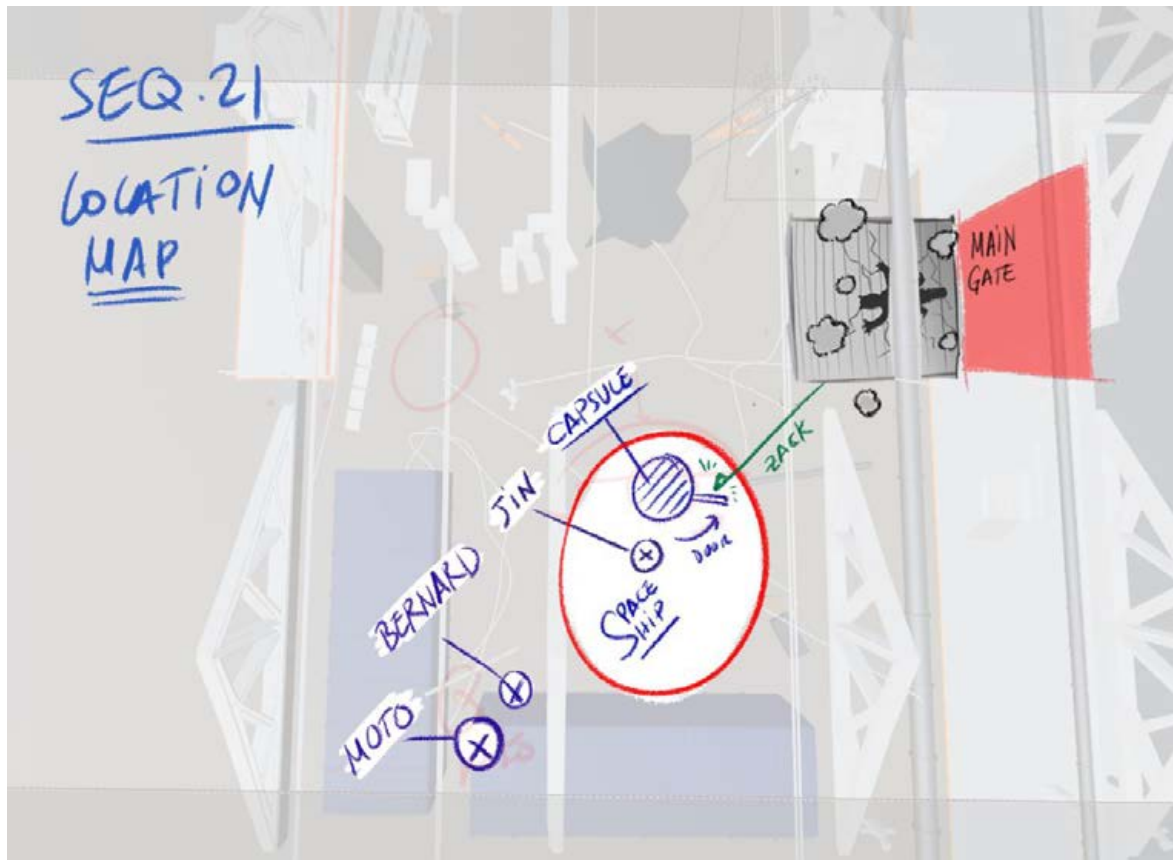 SEQ.21
LOCATION
MAP
MAIN
GATE
CAPSULE
ZACK
JIN
DOOR
SPACE
SHIP
BERNARD
MOTO